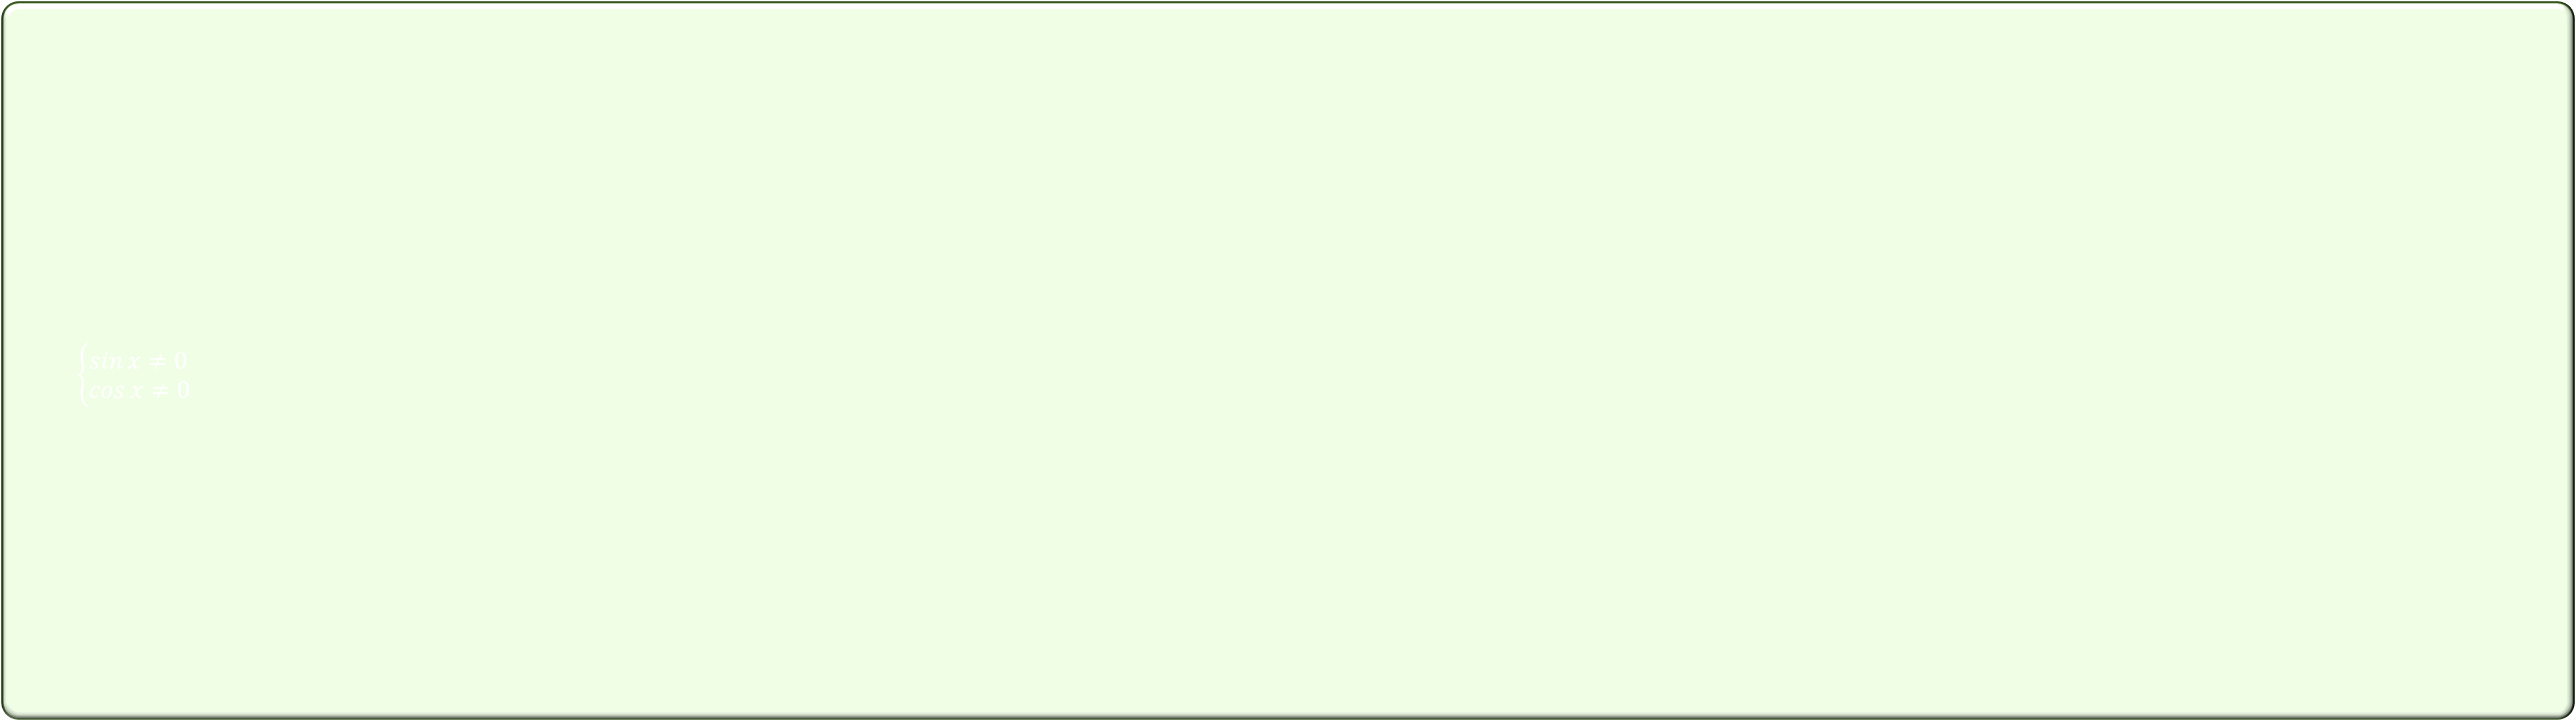 {sin x ≠ 0
cos x ≠ 0